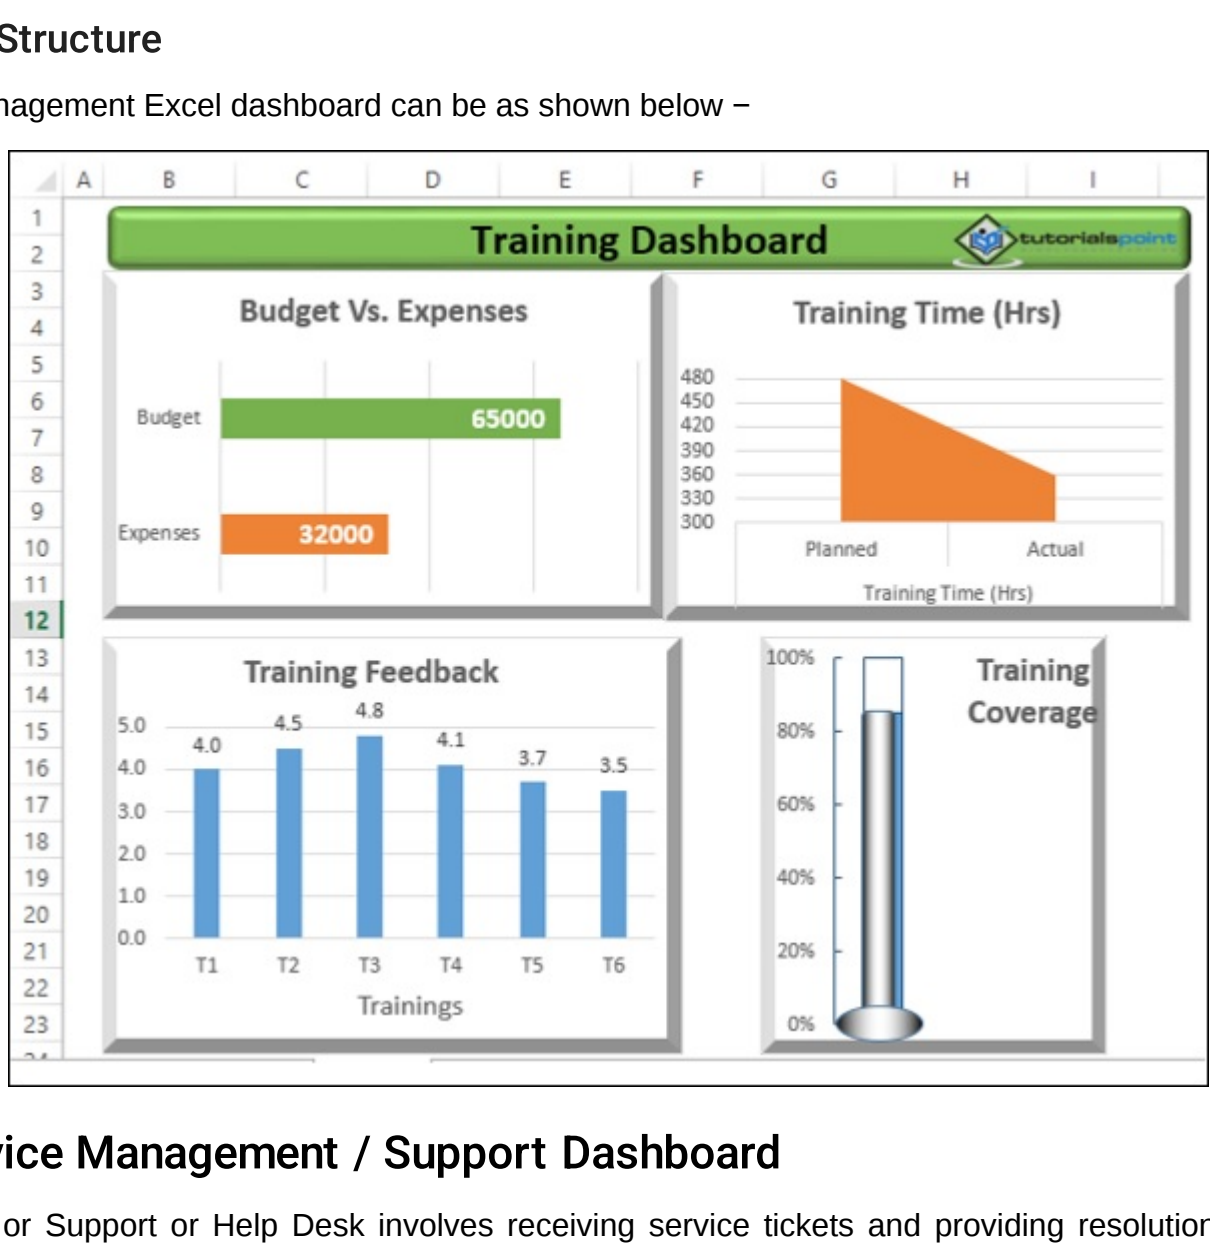 Structure
nagement Excel dashboard can be as shown below −
A B C D E F G H I
1
2
3
4
5
6
7
8
9
10
11
12
13
14
15
16
17
18
19
20
21
22
23
24
Training Dashboard
tutorialspoint
Budget Vs. Expenses
Budget 65000
Expenses 32000
Training Time (Hrs)
480
450
420
390
360
330
300
Planned Actual
Training Time (Hrs)
Training Feedback
5.0
4.0
3.0
2.0
1.0
0.0
4.0 4.5 4.8 4.1 3.7 3.5
T1 T2 T3 T4 T5 T6
Trainings
Training
Coverage
100%
80%
60%
40%
20%
0%
vice Management / Support Dashboard
or Support or Help Desk involves receiving service tickets and providing resolution